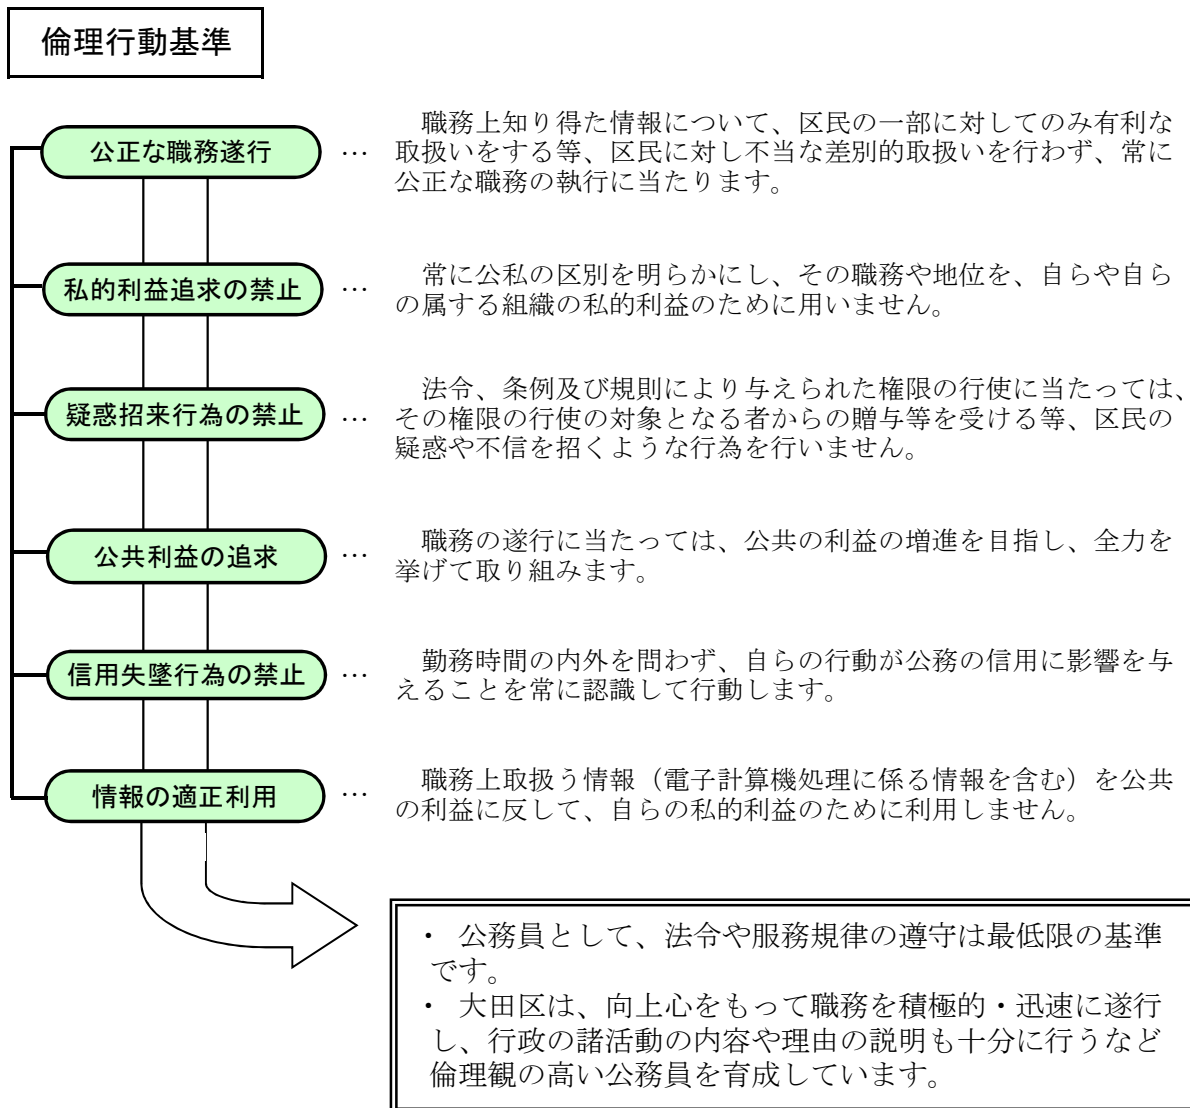 倫理行動基準
公正な職務遂行
…
職務上知り得た情報について、区民の一部に対してのみ有利な
取扱いをする等、区民に対し不当な差別的取扱いを行わず、常に
公正な職務の執行に当たります。
私的利益追求の禁止
…
常に公私の区別を明らかにし、その職務や地位を、自らや自ら
の属する組織の私的利益のために用いません。
疑惑招来行為の禁止
…
法令、条例及び規則により与えられた権限の行使に当たっては、
その権限の行使の対象となる者からの贈与等を受ける等、区民の
疑惑や不信を招くような行為を行いません。
公共利益の追求
…
職務の遂行に当たっては、公共の利益の増進を目指し、全力を
挙げて取り組みます。
信用失墜行為の禁止
…
勤務時間の内外を問わず、自らの行動が公務の信用に影響を与
えることを常に認識して行動します。
情報の適正利用
…
職務上取扱う情報（電子計算機処理に係る情報を含む）を公共
の利益に反して、自らの私的利益のために利用しません。
・ 公務員として、法令や服務規律の遵守は最低限の基準
です。
・ 大田区は、向上心をもって職務を積極的・迅速に遂行
し、行政の諸活動の内容や理由の説明も十分に行うなど
倫理観の高い公務員を育成しています。